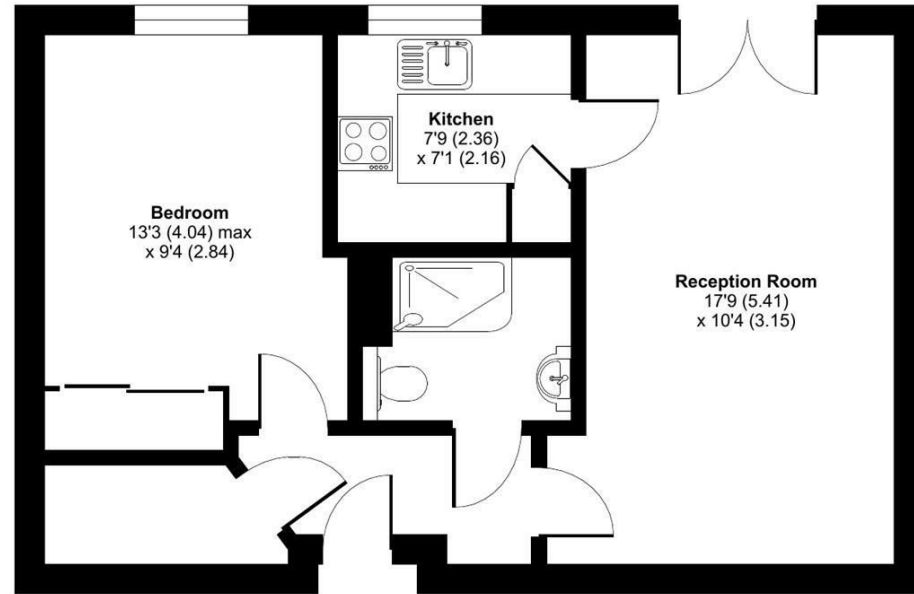 Kitchen
7'9 (2.36)
x 7'1 (2.16)
Bedroom
13'3 (4.04) max
x 9'4 (2.84)
Reception Room
17'9 (5.41)
x 10'4 (3.15)